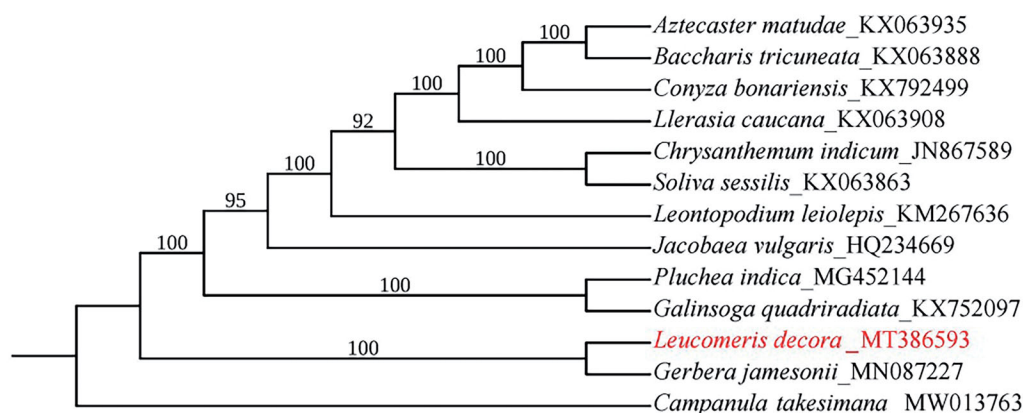 100
Aztecaster matudae_KX063935
100
Baccharis tricuneata_KX063888
100
Conyza bonariensis_KX792499
92
Llerasia caucana_KX063908
100
100
Chrysanthemum indicum_JN867589
Soliva sessilis_KX063863
95
Leontopodium leiolepis_KM267636
100
Jacobaea vulgaris_HQ234669
100
Pluchea indica_MG452144
Galinsoga quadriradiata_KX752097
100
Leucomeris decora_MT386593
Gerbera jamesonii_MN087227
Campanula takesimana_MW013763